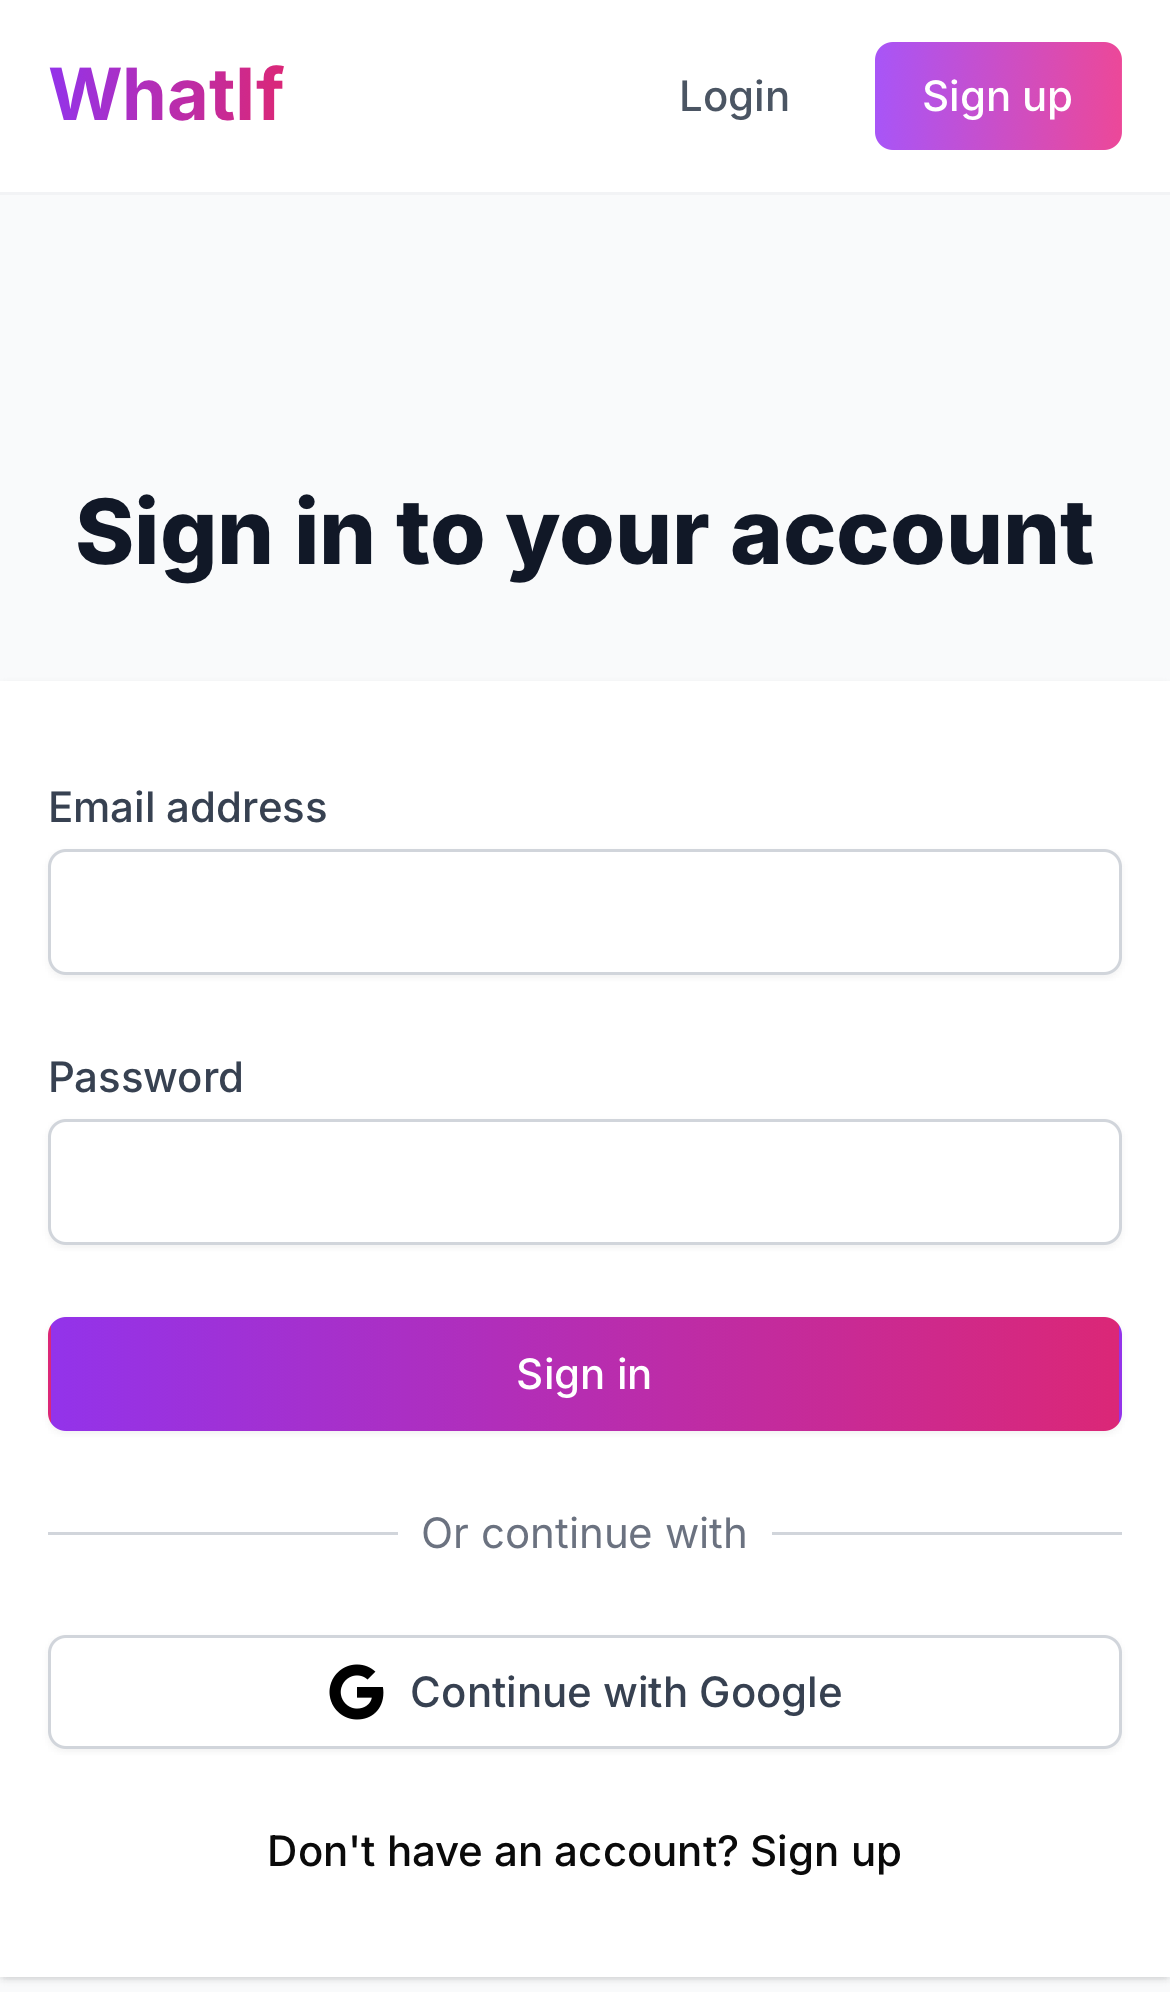 WhatIf
Login
Sign up
Sign in to your account
Email address
Password
Sign in
Or continue with
Continue with Google
Don't have an account? Sign up